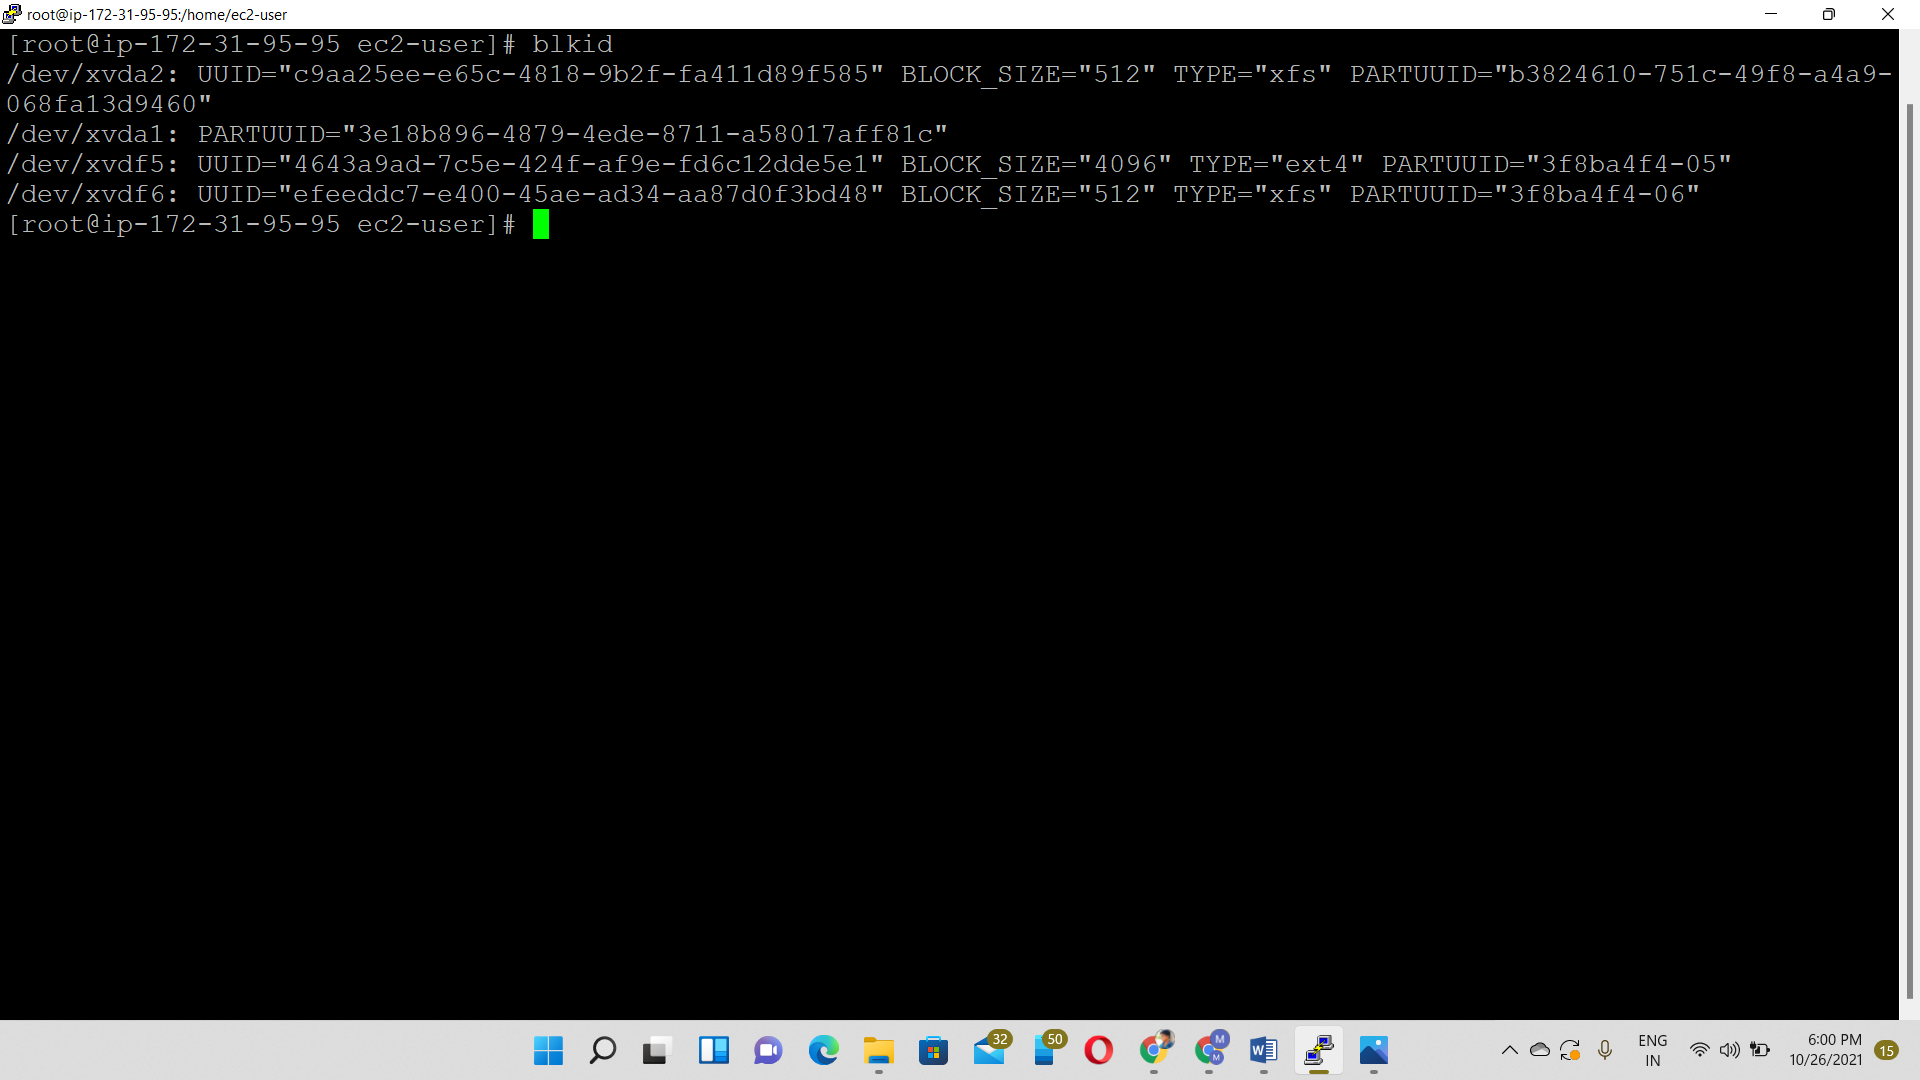 root@ip-172-31-95-95:/home/ec2-user
[root@ip-172-31-95-95 ec2-user]# blkid
/dev/xvda2: UUID="c9aa25ee-e65c-4818-9b2f-fa411d89f585" BLOCK_SIZE="512" TYPE="xfs" PARTUUID="b3824610-751c-49f8-a4a9-
068fa13d9460"
/dev/xvda1: PARTUUID="3e18b896-4879-4ede-8711-a58017aff81c"
/dev/xvdf5: UUID="4643a9ad-7c5e-424f-af9e-fd6c12dde5e1" BLOCK_SIZE="4096" TYPE="ext4" PARTUUID="3f8ba4f4-05"
/dev/xvdf6: UUID="efeeddc7-e400-45ae-ad34-aa87d0f3bd48" BLOCK_SIZE="512" TYPE="xfs" PARTUUID="3f8ba4f4-06"
[root@ip-172-31-95-95 ec2-user]#
32
50
M
M
W
ENG
IN
6:00 PM
10/26/2021
15